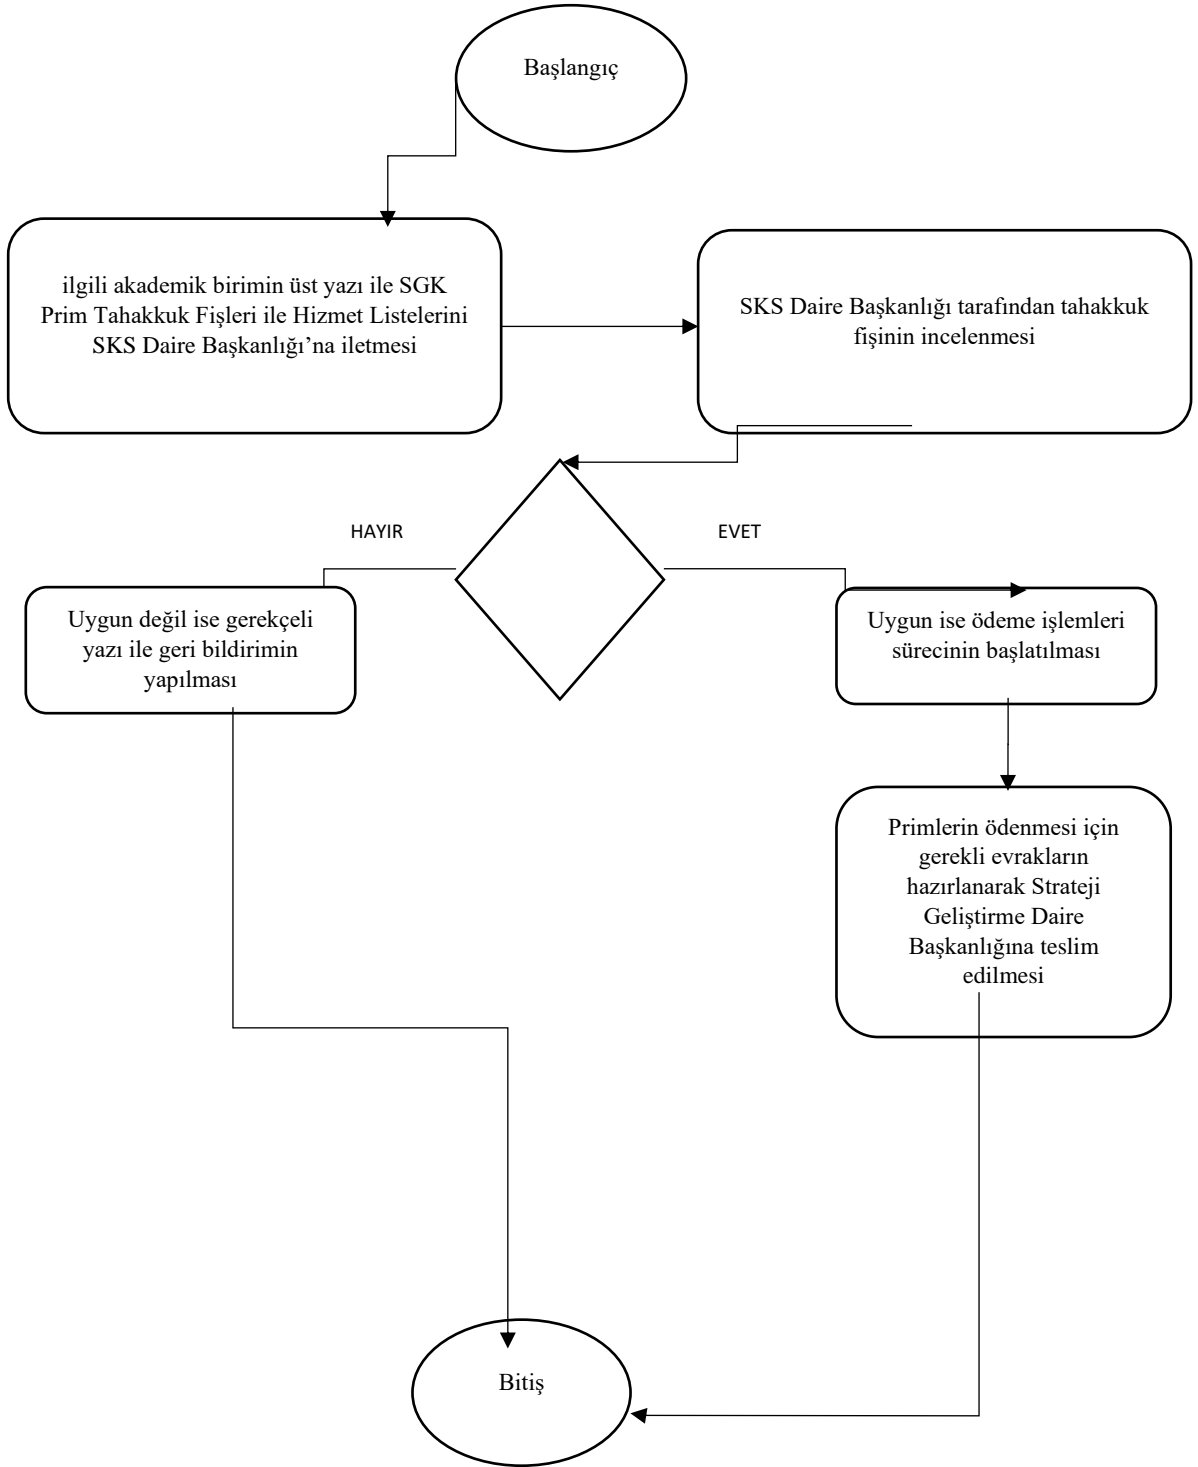 Başlangıç
ilgili akademik birimin üst yazı ile SGK
Prim Tahakkuk Fişleri ile Hizmet Listelerini
SKS Daire Başkanlığı’na iletmesi
SKS Daire Başkanlığı tarafından tahakkuk
fişinin incelenmesi
HAYIR
EVET
Uygun değil ise gerekçeli
yazı ile geri bildirimin
yapılması
Uygun ise ödeme işlemleri
sürecinin başlatılması
Primlerin ödenmesi için
gerekli evrakların
hazırlanarak Strateji
Geliştirme Daire
Başkanlığına teslim
edilmesi
Bitiş